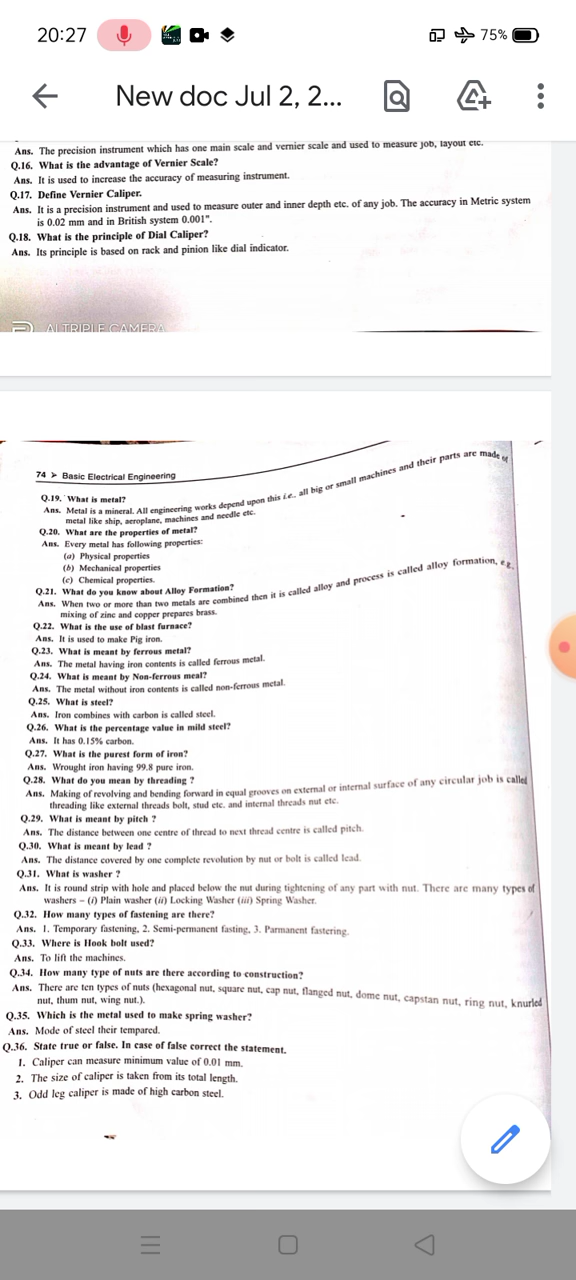 20:27
75%
New doc Jul 2, 2...
Ans. The precision instrument which has one main scale and vernier scale and used to measure job, layout etc.
Q.16. What is the advantage of Vernier Scale?
Ans. It is used to increase the accuracy of measuring instrument.
Q.17. Define Vernier Caliper.
Ans. It is a precision instrument and used to measure outer and inner depth etc. of any job. The accuracy in Metric system
is 0.02 mm and in British system 0.001".
Q.18. What is the principle of Dial Caliper?
Ans. Its principle is based on rack and pinion like dial indicator.
AI TRIPLE CAMERA
74 > Basic Electrical Engineering
Q.19. What is metal?
Ans. Metal is a mineral. All engineering works depend upon this i.e., all big or small machines and their parts are made of
metal like ship, aeroplane, machines and needle etc.
Q.20. What are the properties of metal?
Ans. Every metal has following properties:
(a) Physical properties
(b) Mechanical properties
(c) Chemical properties.
Q.21. What do you know about Alloy Formation?
Ans. When two or more than two metals are combined then it is called alloy and process is called alloy formation, e.g.
mixing of zinc and copper prepares brass.
Q.22. What is the use of blast furnace?
Ans. It is used to make Pig iron.
Q.23. What is meant by ferrous metal?
Ans. The metal having iron contents is called ferrous metal.
Q.24. What is meant by Non-ferrous meal?
Ans. The metal without iron contents is called non-ferrous metal.
Q.25. What is steel?
Ans. Iron combines with carbon is called steel.
Q.26. What is the percentage value in mild steel?
Ans. It has 0.15% carbon.
Q.27. What is the purest form of iron?
Ans. Wrought iron having 99.8 pure iron.
Q.28. What do you mean by threading ?
Ans. Making of revolving and bending forward in equal grooves on external or internal surface of any circular job is called
threading like external threads bolt, stud etc. and internal threads nut etc.
Q.29. What is meant by pitch ?
Ans. The distance between one centre of thread to next thread centre is called pitch.
Q.30. What is meant by lead ?
Ans. The distance covered by one complete revolution by nut or bolt is called lead.
Q.31. What is washer ?
Ans. It is round strip with hole and placed below the nut during tightening of any part with nut. There are many types of
washers – (i) Plain washer (ii) Locking Washer (iii) Spring Washer.
Q.32. How many types of fastening are there?
Ans. 1. Temporary fastening, 2. Semi-permanent fasting, 3. Parmanent fastering.
Q.33. Where is Hook bolt used?
Ans. To lift the machines.
Q.34. How many type of nuts are there according to construction?
Ans. There are ten types of nuts (hexagonal nut, square nut, cap nut, flanged nut, dome nut, capstan nut, ring nut, knurled
nut, thum nut, wing nut.).
Q.35. Which is the metal used to make spring washer?
Ans. Mode of steel their tempared.
Q.36. State true or false. In case of false correct the statement.
1. Caliper can measure minimum value of 0.01 mm.
2. The size of caliper is taken from its total length.
3. Odd leg caliper is made of high carbon steel.